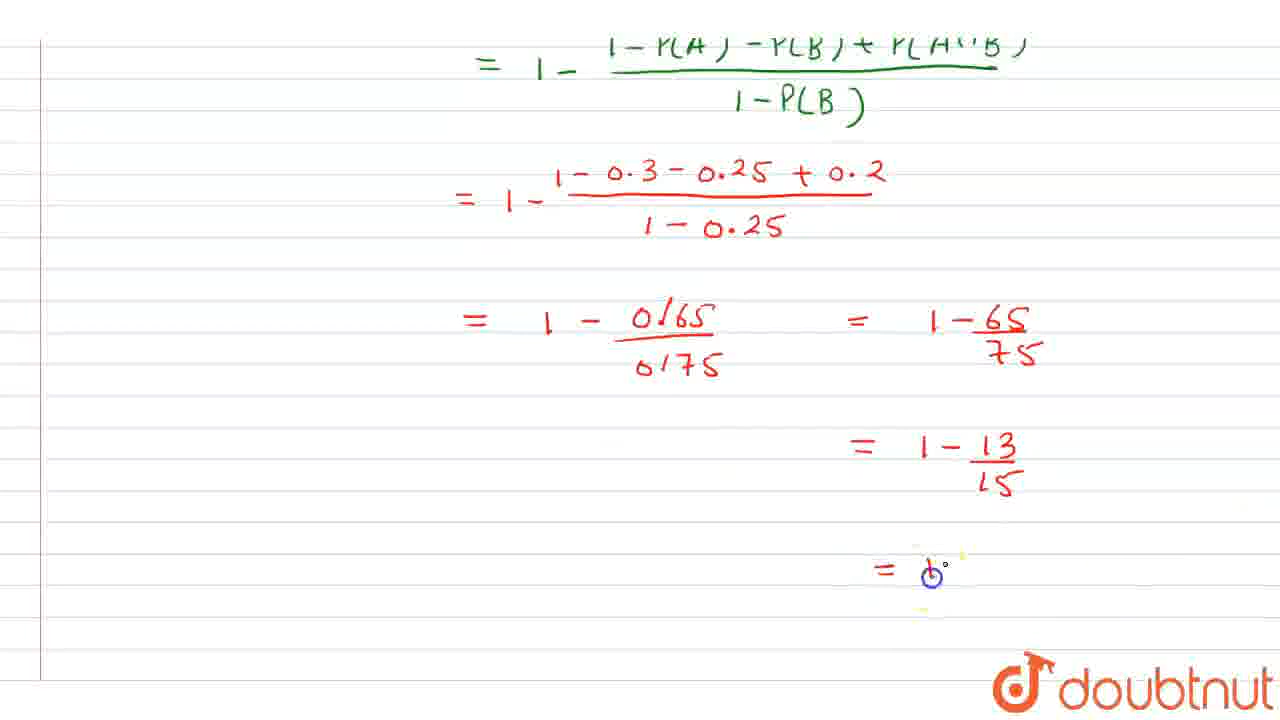 = 1 - (1 - P(A) - P(B) + P(A∩B)) / (1 - P(B))
= 1 - (1 - 0.3 - 0.25 + 0.2) / (1 - 0.25)
= 1 - 0.65 / 0.75 = 1 - 65 / 75
= 1 - 13 / 15
= 1
doubtnut